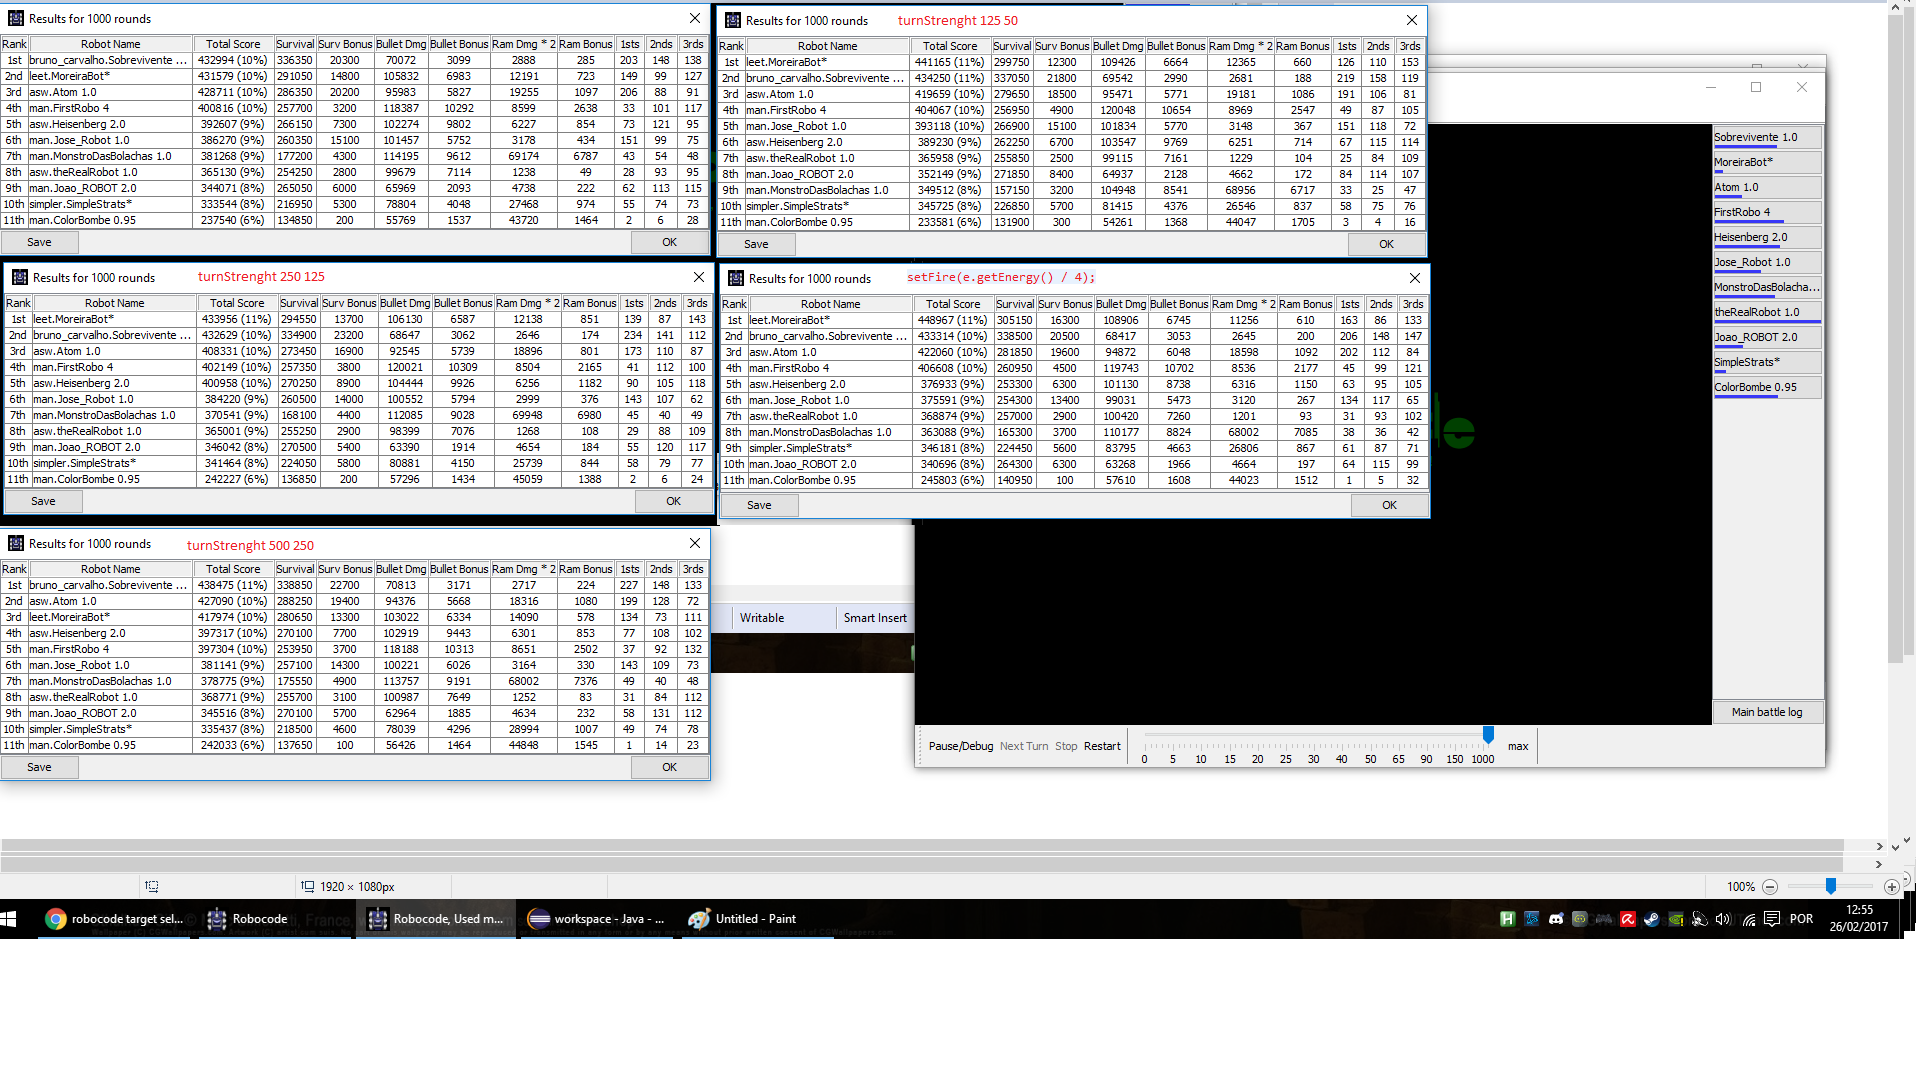 Results for 1000 rounds
Rank Robot Name Total Score Survival Surv Bonus Bullet Dmg Bullet Bonus Ram Dmg * 2 Ram Bonus 1sts 2nds 3rds
1st bruno_carvalho.Sobrevivente ... 432994 (10%) 336350 20300 70072 3099 2888 285 203 148 138
2nd leet.MoreiraBot* 431579 (10%) 291050 14800 105832 6983 12191 723 149 99 127
3rd asw.Atom 1.0 428711 (10%) 286350 20200 95983 5827 19255 1097 206 88 91
4th man.FirstRobo 4 400816 (10%) 257700 3200 118387 10292 8599 2638 33 101 117
5th asw.Heisenberg 2.0 392607 (9%) 266150 7300 102274 9802 6227 854 73 121 95
6th man.Jose_Robot 1.0 386270 (9%) 260350 15100 101457 5752 3178 434 151 99 75
7th man.MonstroDasBolachas 1.0 381268 (9%) 177200 4300 114195 9612 69174 6787 43 54 48
8th asw.theRealRobot 1.0 365130 (9%) 254250 2800 99679 7114 1238 49 28 93 95
9th man.Joao_ROBOT 2.0 344071 (8%) 265050 6000 65969 2093 4738 222 62 113 115
10th simpler.SimpleStrats* 333544 (8%) 216950 5300 78804 4048 27468 974 55 74 73
11th man.ColorBombe 0.95 237540 (6%) 134850 200 55769 1537 43720 1464 2 6 28
Save OK
Results for 1000 rounds turnStrenght 125 50
Rank Robot Name Total Score Survival Surv Bonus Bullet Dmg Bullet Bonus Ram Dmg * 2 Ram Bonus 1sts 2nds 3rds
1st leet.MoreiraBot* 441165 (11%) 299750 12300 109426 6664 12365 660 126 110 153
2nd bruno_carvalho.Sobrevivente ... 434250 (11%) 337050 21800 69542 2990 2681 188 219 158 119
3rd asw.Atom 1.0 419659 (10%) 279650 18500 95471 5771 19181 1086 191 106 81
4th man.FirstRobo 4 404067 (10%) 256950 4900 120048 10654 8969 2547 49 87 105
5th man.Jose_Robot 1.0 393118 (10%) 266900 15100 101834 5770 3148 367 151 118 72
6th asw.Heisenberg 2.0 389230 (9%) 262250 6700 103547 9769 6251 714 67 115 114
7th asw.theRealRobot 1.0 365958 (9%) 255850 2500 99115 7161 1229 104 25 84 109
8th man.Joao_ROBOT 2.0 352149 (9%) 271850 8400 64937 2128 4662 172 84 114 107
9th man.MonstroDasBolachas 1.0 349512 (8%) 157150 3200 104948 8541 68956 6717 33 25 47
10th simpler.SimpleStrats* 345725 (8%) 226850 5700 81415 4376 26546 837 58 75 76
11th man.ColorBombe 0.95 233581 (6%) 131900 300 54261 1368 44047 1705 3 4 16
Save OK
Results for 1000 rounds turnStrenght 250 125
Rank Robot Name Total Score Survival Surv Bonus Bullet Dmg Bullet Bonus Ram Dmg * 2 Ram Bonus 1sts 2nds 3rds
1st leet.MoreiraBot* 433956 (11%) 294550 13700 106130 6587 12138 851 139 87 143
2nd bruno_carvalho.Sobrevivente ... 432629 (10%) 334900 23200 68647 3062 2646 174 234 141 112
3rd asw.Atom 1.0 408331 (10%) 273450 16900 92545 5739 18896 801 173 110 87
4th man.FirstRobo 4 402149 (10%) 257350 3800 120021 10309 8504 2165 41 112 100
5th asw.Heisenberg 2.0 400958 (10%) 270250 8900 104444 9926 6256 1182 90 105 118
6th man.Jose_Robot 1.0 384220 (9%) 260500 14000 100552 5794 2999 376 143 107 62
7th man.MonstroDasBolachas 1.0 370541 (9%) 168100 4400 112085 9028 69948 6980 45 40 49
8th asw.theRealRobot 1.0 365001 (9%) 255250 2900 98399 7076 1268 108 29 88 109
9th man.Joao_ROBOT 2.0 346042 (8%) 270500 5400 63390 1914 4654 184 55 120 117
10th simpler.SimpleStrats* 341464 (8%) 224050 5800 80881 4150 25739 844 58 79 77
11th man.ColorBombe 0.95 242227 (6%) 136850 200 57296 1434 45059 1388 2 6 24
Save OK
Results for 1000 rounds setFire(e.getEnergy() / 4);
Rank Robot Name Total Score Survival Surv Bonus Bullet Dmg Bullet Bonus Ram Dmg * 2 Ram Bonus 1sts 2nds 3rds
1st leet.MoreiraBot* 448967 (11%) 305150 16300 108906 6745 11256 610 163 86 133
2nd bruno_carvalho.Sobrevivente ... 433314 (10%) 338500 20500 68417 3053 2645 200 206 148 147
3rd asw.Atom 1.0 422060 (10%) 281850 19600 94872 6048 18598 1092 202 112 84
4th man.FirstRobo 4 406608 (10%) 260950 4500 119743 10702 8536 2177 45 99 121
5th asw.Heisenberg 2.0 376933 (9%) 253300 6300 101130 8738 6316 1150 63 95 105
6th man.Jose_Robot 1.0 375591 (9%) 254300 13400 99031 5473 3120 267 134 117 65
7th asw.theRealRobot 1.0 368874 (9%) 257000 2900 100420 7260 1201 93 31 93 102
8th man.MonstroDasBolachas 1.0 363088 (9%) 165300 3700 110177 8824 68002 7085 38 36 42
9th simpler.SimpleStrats* 346181 (8%) 224450 5600 83795 4663 26806 867 61 87 71
10th man.Joao_ROBOT 2.0 340696 (8%) 264300 6300 63268 1966 4664 197 64 115 99
11th man.ColorBombe 0.95 245803 (6%) 140950 100 57610 1608 44023 1512 1 5 32
Save OK
Results for 1000 rounds turnStrenght 500 250
Rank Robot Name Total Score Survival Surv Bonus Bullet Dmg Bullet Bonus Ram Dmg * 2 Ram Bonus 1sts 2nds 3rds
1st bruno_carvalho.Sobrevivente ... 438475 (11%) 338850 22700 70813 3171 2717 224 227 148 133
2nd asw.Atom 1.0 427090 (10%) 288250 19400 94376 5668 18316 1080 199 128 72
3rd leet.MoreiraBot* 417974 (10%) 280650 13300 103022 6334 14090 578 134 73 111
4th asw.Heisenberg 2.0 397317 (10%) 270100 7700 102919 9443 6301 853 77 108 102
5th man.FirstRobo 4 397304 (10%) 253950 3700 118188 10313 8651 2502 37 92 132
6th man.Jose_Robot 1.0 381141 (9%) 257100 14300 100221 6026 3164 330 143 109 73
7th man.MonstroDasBolachas 1.0 378775 (9%) 175550 4900 113757 9191 68002 7376 49 40 48
8th asw.theRealRobot 1.0 368771 (9%) 255700 3100 100987 7649 1252 83 31 84 112
9th man.Joao_ROBOT 2.0 345516 (8%) 270100 5700 62964 1885 4634 232 58 131 112
10th simpler.SimpleStrats* 335437 (8%) 218500 4600 78039 4296 28994 1007 49 74 78
11th man.ColorBombe 0.95 242033 (6%) 137650 100 56426 1464 44848 1545 1 14 23
Save OK
Writable Smart Insert
Sobrevivente 1.0
MoreiraBot*
Atom 1.0
FirstRobo 4
Heisenberg 2.0
Jose_Robot 1.0
MonstroDasBolacha...
theRealRobot 1.0
Joao_ROBOT 2.0
SimpleStrats*
ColorBombe 0.95
Main battle log
Pause/Debug Next Turn Stop Restart
0 5 10 15 20 25 30 40 50 65 90 150 1000 max
1920 × 1080px
100%
robocode target sel... Robocode Robocode, Used m... workspace - Java - ... Untitled - Paint
POR
12:55
26/02/2017